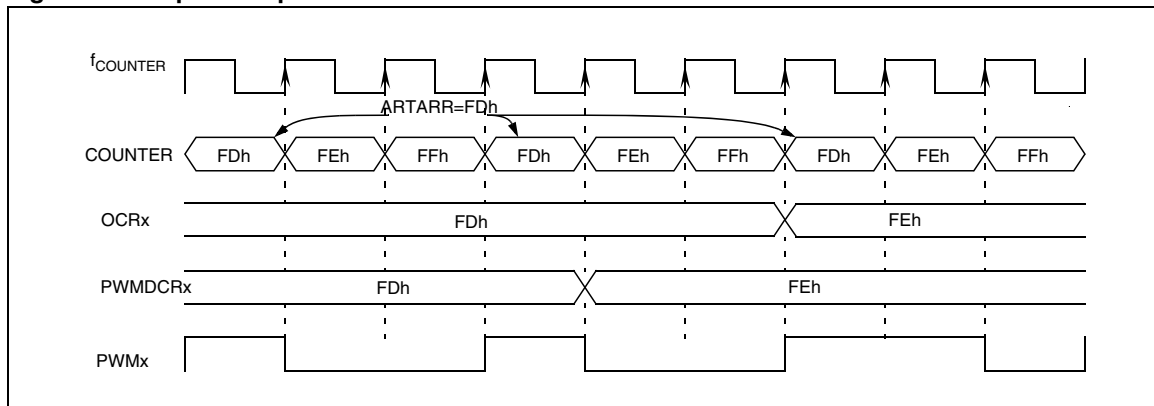 fCOUNTER
ARTARR=FDh
COUNTER FDh FEh FFh FDh FEh FFh FDh FEh FFh
OCRx FDh FEh
PWMDCRx FDh FEh
PWMx